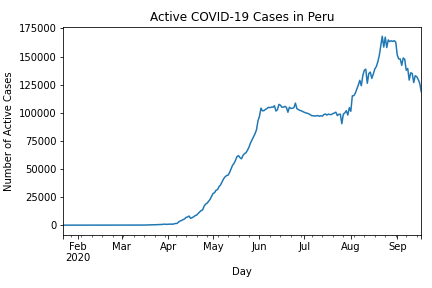 Active COVID-19 Cases in Peru
175000
150000
125000
100000
75000
50000
25000
0
Number of Active Cases
Feb Mar Apr May Jun Jul Aug Sep
2020
Day